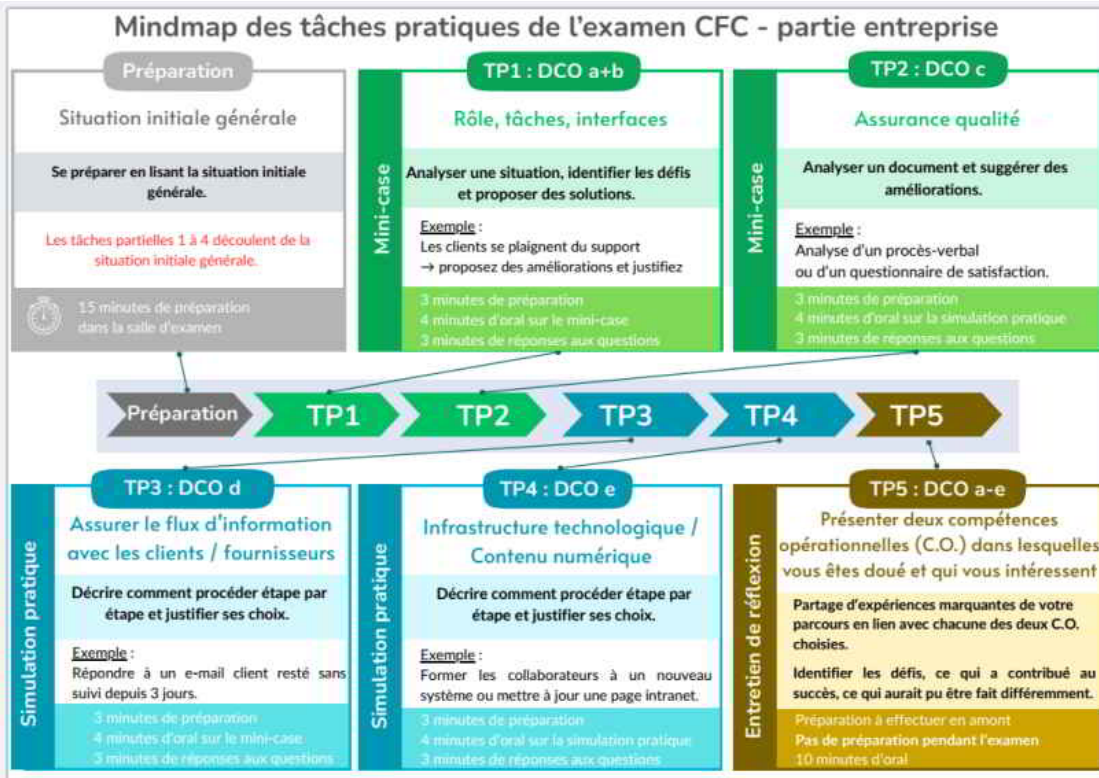 Mindmap des tâches pratiques de l'examen CFC - partie entreprise
Préparation
Situation initiale générale
Se préparer en lisant la situation initiale
générale.
Les tâches partielles 1 à 4 découlent de la
situation initiale générale.
15 minutes de préparation
dans la salle d'examen
TP1 : DCO a+b
Mini-case
Rôle, tâches, interfaces
Analyser une situation, identifier les défis
et proposer des solutions.
Exemple :
Les clients se plaignent du support
→ proposez des améliorations et justifiez
3 minutes de préparation
4 minutes d'oral sur le mini-case
3 minutes de réponses aux questions
TP2 : DCO c
Mini-case
Assurance qualité
Analyser un document et suggérer des
améliorations.
Exemple :
Analyse d'un procès-verbal
ou d'un questionnaire de satisfaction.
3 minutes de préparation
4 minutes d'oral sur la simulation pratique
3 minutes de réponses aux questions
Préparation
TP1
TP2
TP3
TP4
TP5
TP3 : DCO d
Simulation pratique
Assurer le flux d'information
avec les clients / fournisseurs
Décrire comment procéder étape par
étape et justifier ses choix.
Exemple :
Répondre à un e-mail client resté sans
suivi depuis 3 jours.
3 minutes de préparation
4 minutes d'oral sur le mini-case
3 minutes de réponses aux questions
TP4 : DCO e
Simulation pratique
Infrastructure technologique /
Contenu numérique
Décrire comment procéder étape par
étape et justifier ses choix.
Exemple :
Former les collaborateurs à un nouveau
système ou mettre à jour une page intranet.
3 minutes de préparation
4 minutes d'oral sur la simulation pratique
3 minutes de réponses aux questions
TP5 : DCO a-e
Entretien de réflexion
Présenter deux compétences
opérationnelles (C.O.) dans lesquelles
vous êtes doué et qui vous intéressent
Partage d'expériences marquantes de votre
parcours en lien avec chacune des deux C.O.
choisies.
Identifier les défis, ce qui a contribué au
succès, ce qui aurait pu être fait différemment.
Préparation à effectuer en amont
Pas de préparation pendant l'examen
10 minutes d'oral